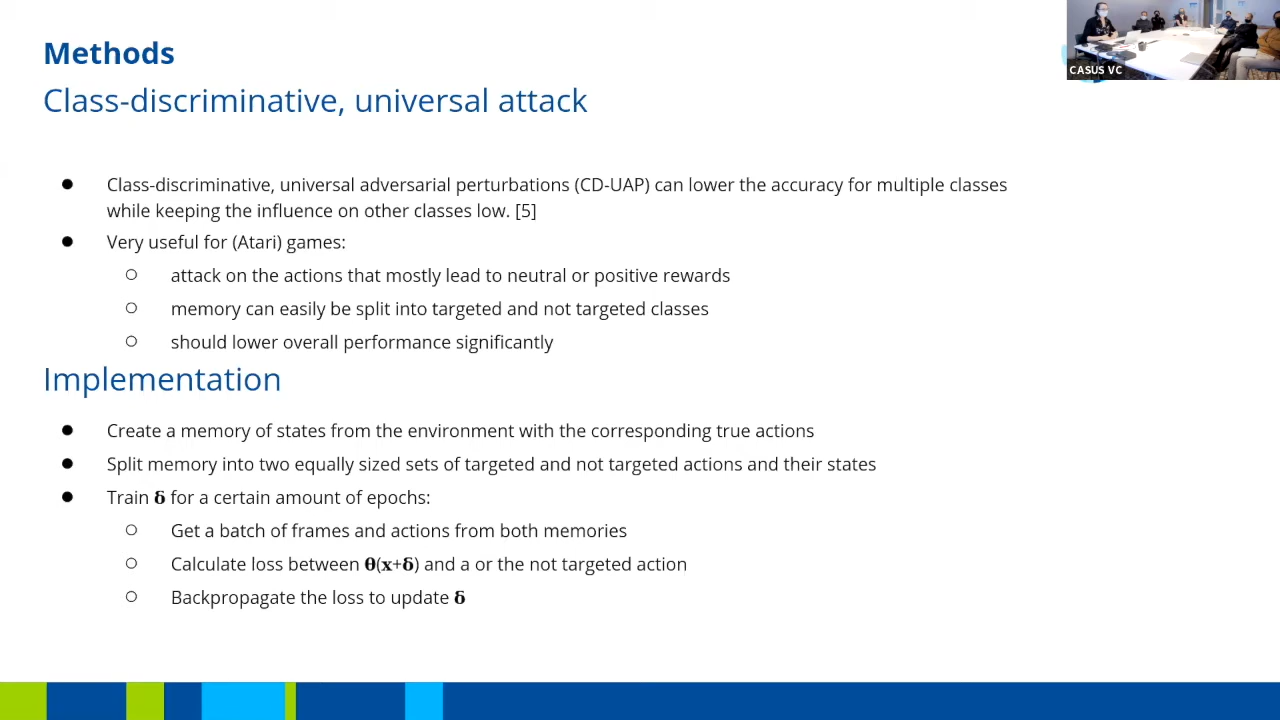 Methods
Class-discriminative, universal attack
CASUS VC
● Class-discriminative, universal adversarial perturbations (CD-UAP) can lower the accuracy for multiple classes
while keeping the influence on other classes low. [5]
● Very useful for (Atari) games:
○ attack on the actions that mostly lead to neutral or positive rewards
○ memory can easily be split into targeted and not targeted classes
○ should lower overall performance significantly
Implementation
● Create a memory of states from the environment with the corresponding true actions
● Split memory into two equally sized sets of targeted and not targeted actions and their states
● Train δ for a certain amount of epochs:
○ Get a batch of frames and actions from both memories
○ Calculate loss between θ(x+δ) and a or the not targeted action
○ Backpropagate the loss to update δ